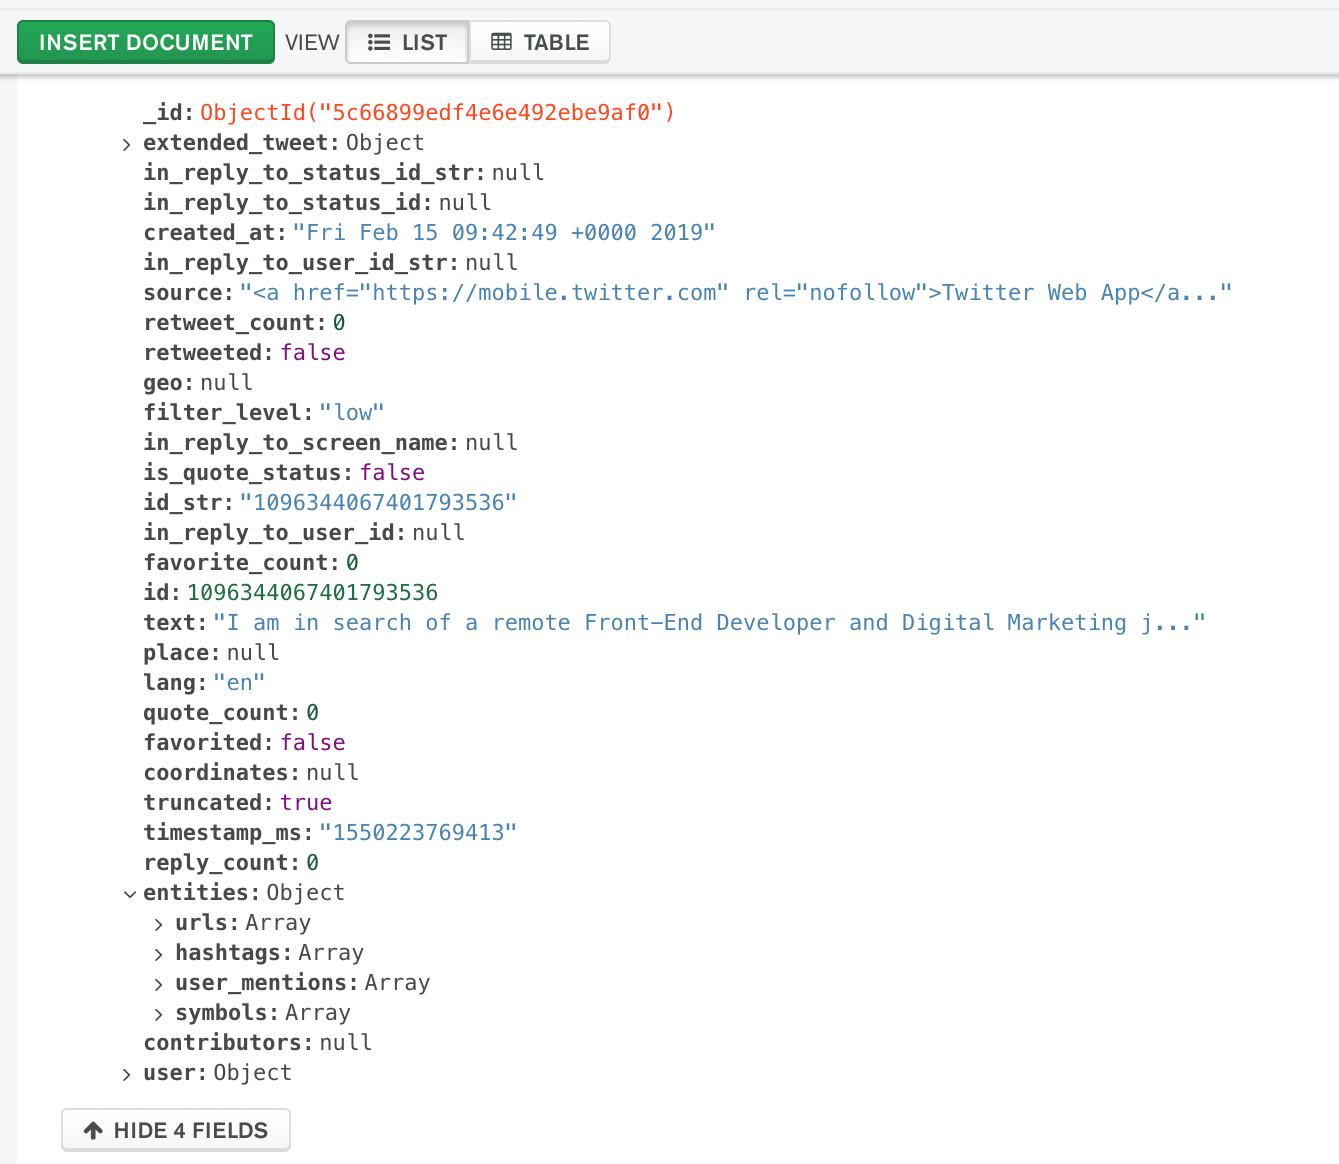 INSERT DOCUMENT VIEW LIST TABLE
_id: ObjectId("5c66899edf4e6e492ebe9af0")
extended_tweet: Object
in_reply_to_status_id_str: null
in_reply_to_status_id: null
created_at: "Fri Feb 15 09:42:49 +0000 2019"
in_reply_to_user_id_str: null
source: "<a href="https://mobile.twitter.com" rel="nofollow">Twitter Web App</a..."
retweet_count: 0
retweeted: false
geo: null
filter_level: "low"
in_reply_to_screen_name: null
is_quote_status: false
id_str: "1096344067401793536"
in_reply_to_user_id: null
favorite_count: 0
id: 1096344067401793536
text: "I am in search of a remote Front-End Developer and Digital Marketing j..."
place: null
lang: "en"
quote_count: 0
favorited: false
coordinates: null
truncated: true
timestamp_ms: "1550223769413"
reply_count: 0
entities: Object
urls: Array
hashtags: Array
user_mentions: Array
symbols: Array
contributors: null
user: Object
HIDE 4 FIELDS